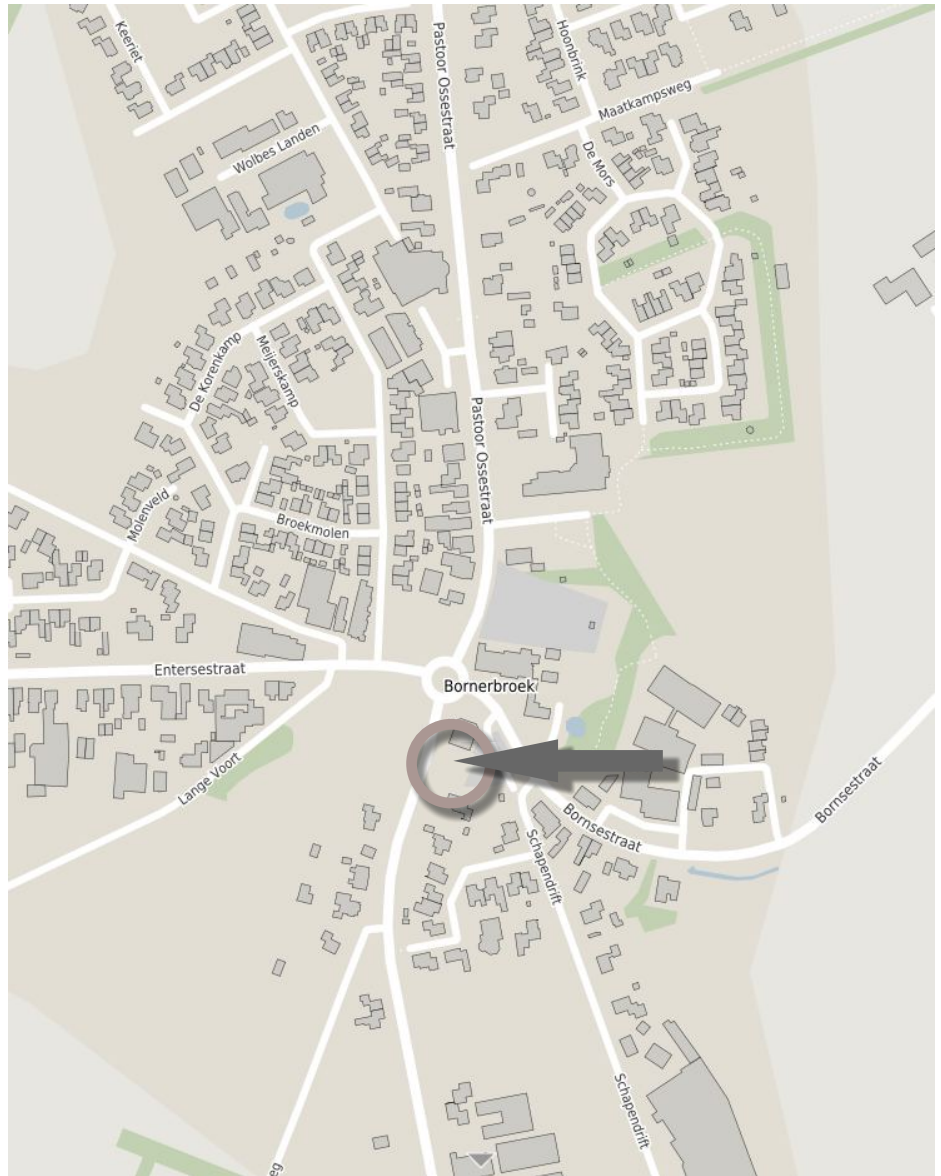 Keeriet
Pastoor Ossestraat
Hoonbrink
Maatkampsweg
Wolbes Landen
De Mors
De Korenkamp
Meijerskamp
Pastoor Ossestraat
Molenveld
Broekmolen
Entersestraat
Bornerbroek
Lange Voort
Bornsestraat
Bornsestraat
Schapendrift
Schapendrift
eg